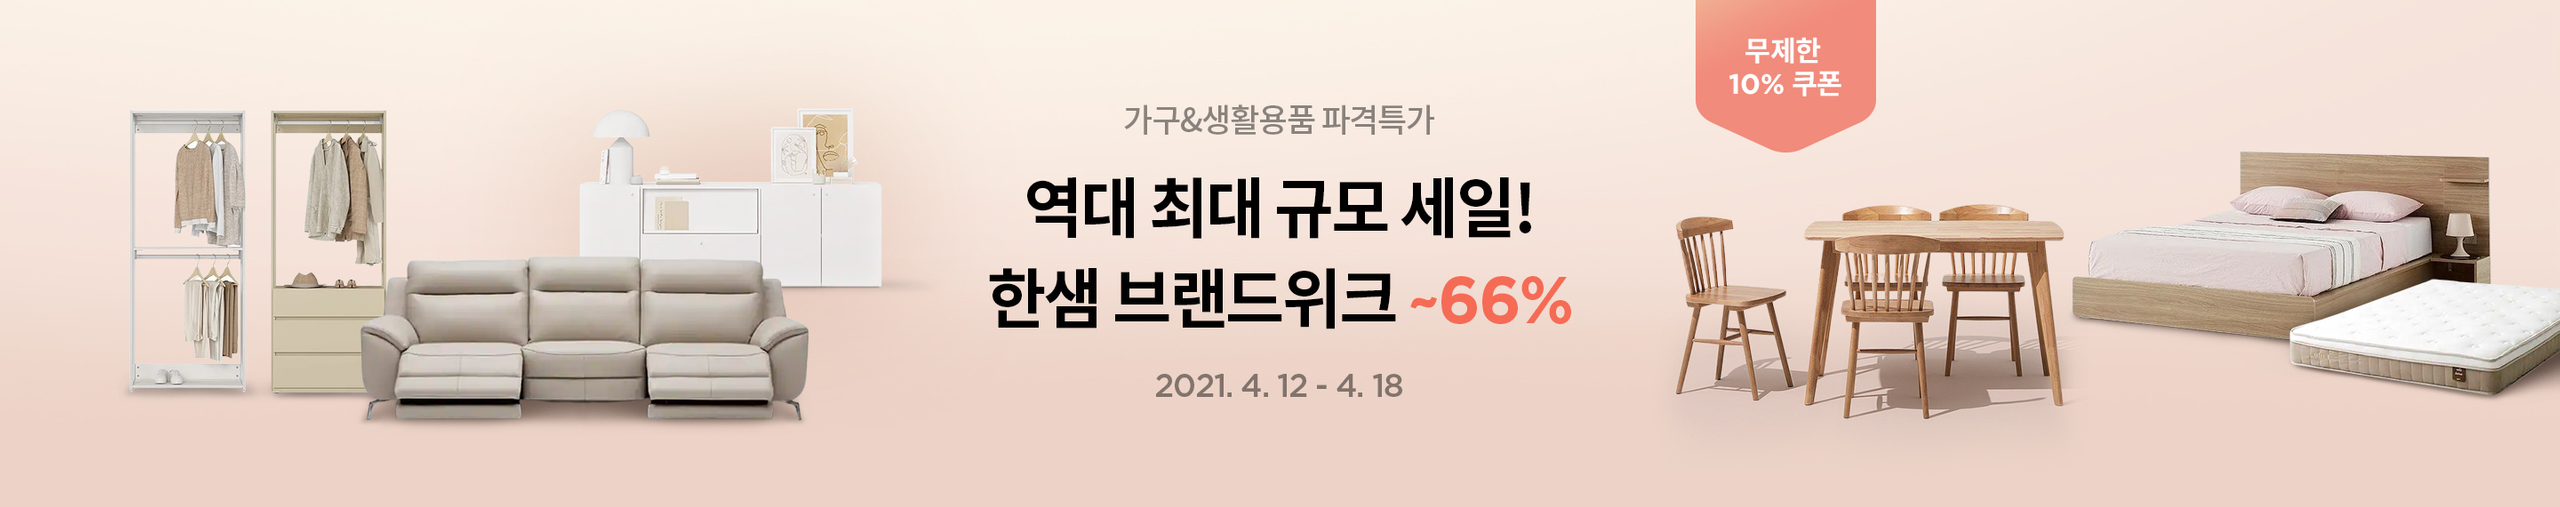 무제한
10% 쿠폰
가구&생활용품 파격특가
역대 최대 규모 세일!
한샘 브랜드위크 ~66%
2021. 4. 12 - 4. 18